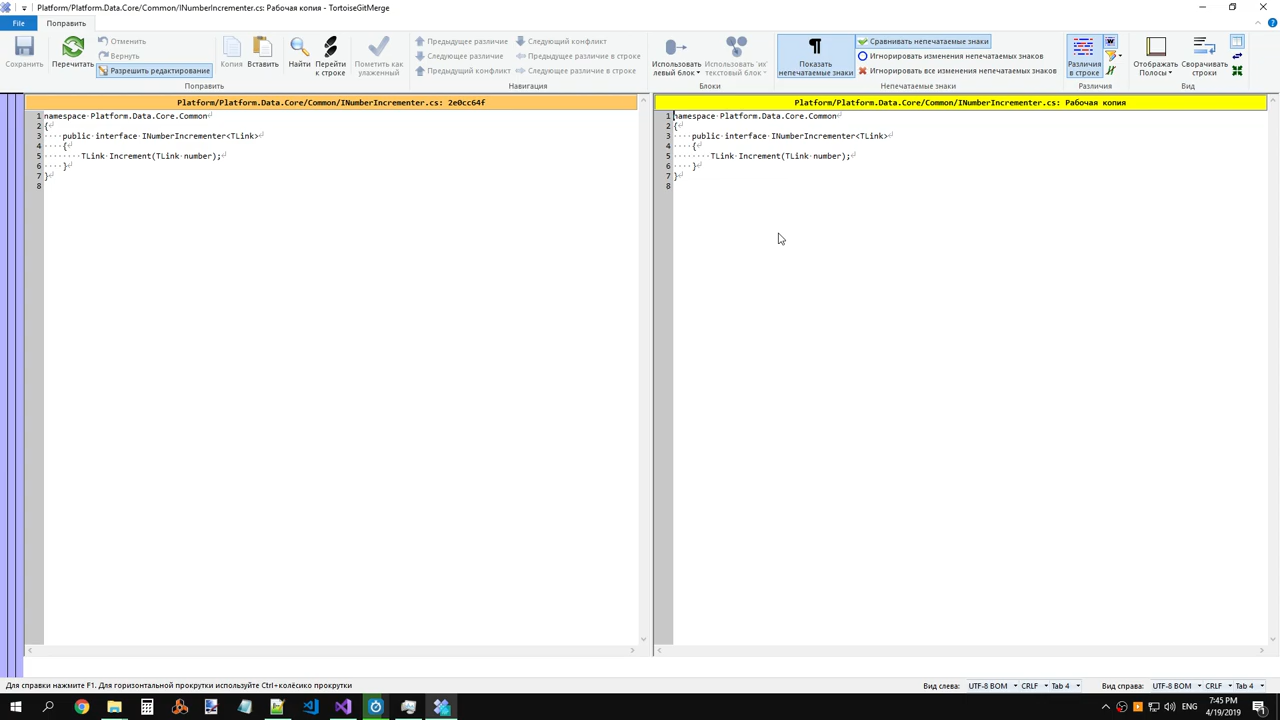 Platform/Platform.Data.Core/Common/INumberIncrementer.cs: Рабочая копия - TortoiseGitMerge
File
Поправить
Сохранить
Перечитать
Отменить
Вернуть
Разрешить редактирование
Копия
Вставить
Найти
Перейти к строке
Пометить как улаженный
Поправить
Предыдущее различие
Следующее различие
Предыдущий конфликт
Следующий конфликт
Предыдущее различие в строке
Следующее различие в строке
Навигация
Использовать левый блок
Использовать 'их' текстовый блок
Блоки
Показать непечатаемые знаки
Сравнивать непечатаемые знаки
Игнорировать изменения непечатаемых знаков
Игнорировать все изменения непечатаемых знаков
Непечатаемые знаки
Различия в строке
Различия
Отображать Полосы
Сворачивать строки
Вид
Platform/Platform.Data.Core/Common/INumberIncrementer.cs: 2e0cc64f
1 namespace·Platform.Data.Core.Common
2 {
3 ····public·interface·INumberIncrementer<TLink>
4 ····{
5 ········TLink·Increment(TLink·number);
6 ····}
7 }
8
Platform/Platform.Data.Core/Common/INumberIncrementer.cs: Рабочая копия
1 namespace·Platform.Data.Core.Common
2 {
3 ····public·interface·INumberIncrementer<TLink>
4 ····{
5 ········TLink·Increment(TLink·number);
6 ····}
7 }
8
Для справки нажмите F1. Для горизонтальной прокрутки используйте Ctrl+колёсико прокрутки
Вид слева: UTF-8 BOM CRLF Tab 4
Вид справа: UTF-8 BOM CRLF Tab 4
ENG
7:45 PM
4/19/2019
1